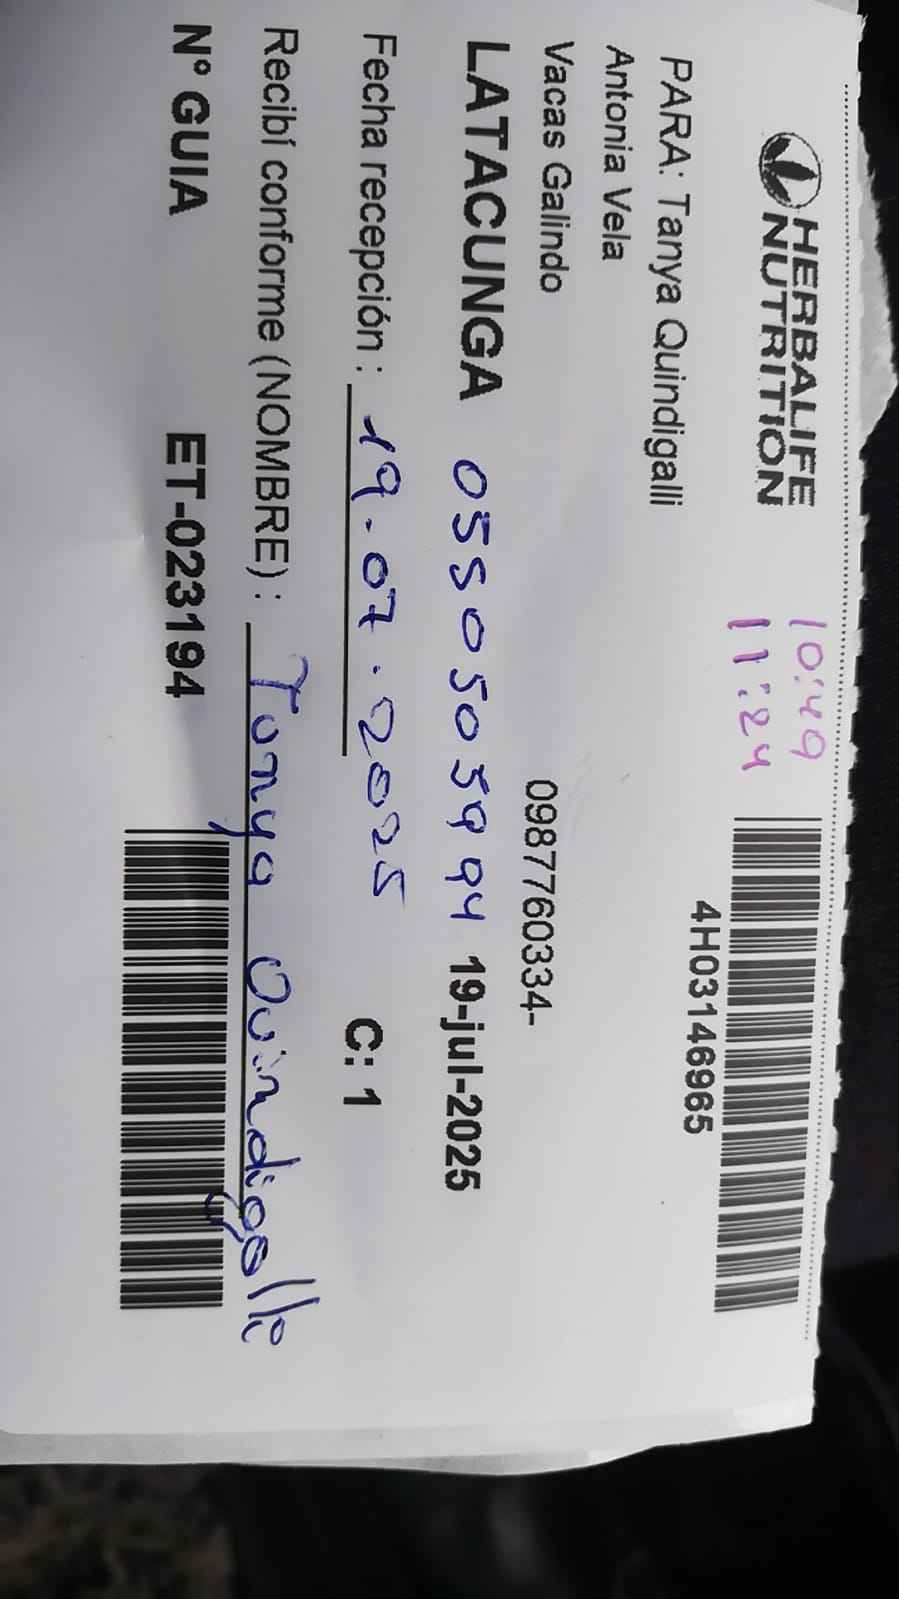 HERBALIFE
NUTRITION
10:49
11:24
4H03146965
PARA: Tanya Quindigalli
Antonia Vela
Vacas Galindo
0987760334-
LATACUNGA 0550505994 19-jul-2025
Fecha recepción : 19.07.2025 C: 1
Recibí conforme (NOMBRE) : Tanya Quindigalli
N° GUIA ET-023194